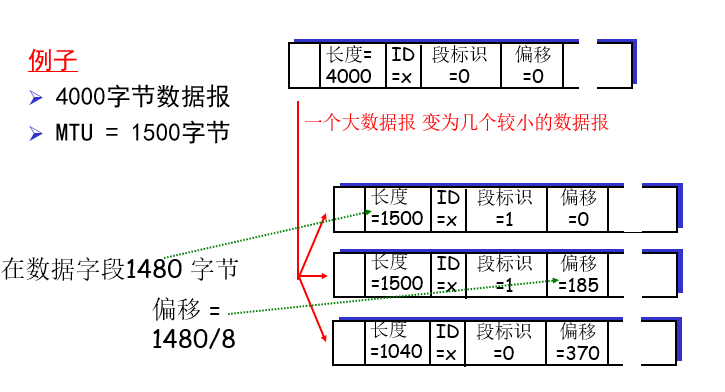 例子
4000字节数据报
MTU = 1500字节
长度= ID 段标识 偏移
4000 =x =0 =0
一个大数据报 变为几个较小的数据报
长度 ID 段标识 偏移
=1500 =x =1 =0
在数据字段1480 字节
长度 ID 段标识 偏移
=1500 =x =1 =185
偏移 =
1480/8
长度 ID 段标识 偏移
=1040 =x =0 =370